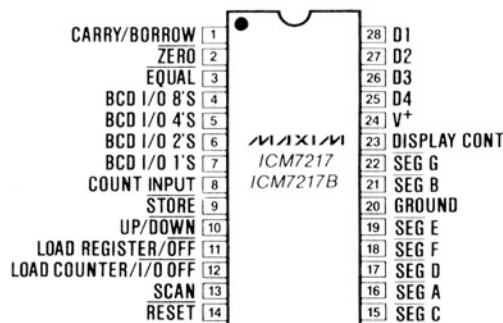 CARRY/BORROW 1
ZERO 2
EQUAL 3
BCD I/O 8'S 4
BCD I/O 4'S 5
BCD I/O 2'S 6
BCD I/O 1'S 7
COUNT INPUT 8
STORE 9
UP/DOWN 10
LOAD REGISTER/OFF 11
LOAD COUNTER/I/O OFF 12
SCAN 13
RESET 14
MAXIM
ICM7217
ICM7217B
28 D1
27 D2
26 D3
25 D4
24 V+
23 DISPLAY CONT
22 SEG G
21 SEG B
20 GROUND
19 SEG E
18 SEG F
17 SEG D
16 SEG A
15 SEG C